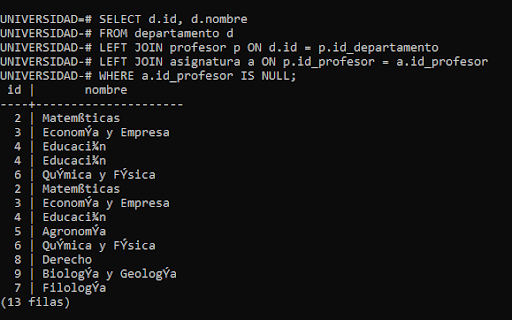 UNIVERSIDAD=# SELECT d.id, d.nombre
UNIVERSIDAD-# FROM departamento d
UNIVERSIDAD-# LEFT JOIN profesor p ON d.id = p.id_departamento
UNIVERSIDAD-# LEFT JOIN asignatura a ON p.id_profesor = a.id_profesor
UNIVERSIDAD-# WHERE a.id_profesor IS NULL;
 id |       nombre
----+--------------------
  2 | Matemßticas
  3 | EconomÝa y Empresa
  4 | Educaci¾n
  4 | Educaci¾n
  6 | QuÝmica y FÝsica
  2 | Matemßticas
  3 | EconomÝa y Empresa
  4 | Educaci¾n
  5 | AgronomÝa
  6 | QuÝmica y FÝsica
  8 | Derecho
  9 | BiologÝa y GeologÝa
  7 | FilologÝa
(13 filas)